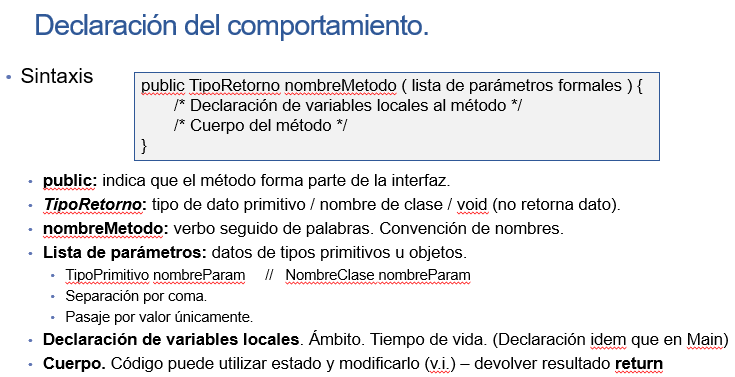 Declaración del comportamiento.
• Sintaxis
public TipoRetorno nombreMetodo ( lista de parámetros formales ) {
/* Declaración de variables locales al método */
/* Cuerpo del método */
}
• public: indica que el método forma parte de la interfaz.
• TipoRetorno: tipo de dato primitivo / nombre de clase / void (no retorna dato).
• nombreMetodo: verbo seguido de palabras. Convención de nombres.
• Lista de parámetros: datos de tipos primitivos u objetos.
• TipoPrimitivo nombreParam // NombreClase nombreParam
• Separación por coma.
• Pasaje por valor únicamente.
• Declaración de variables locales. Ámbito. Tiempo de vida. (Declaración idem que en Main)
• Cuerpo. Código puede utilizar estado y modificarlo (v.i.) – devolver resultado return